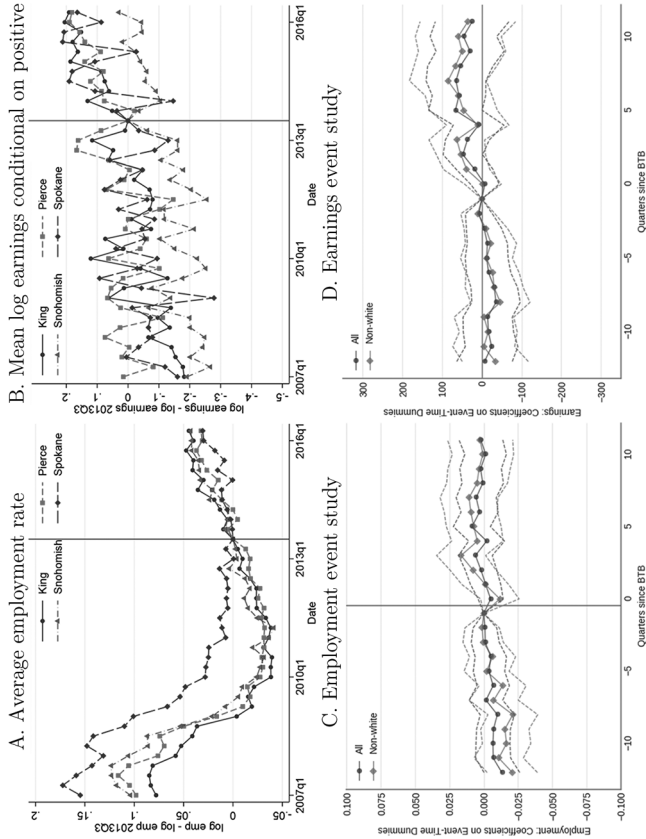 A. Average employment rate
King
Pierce
Snohomish
Spokane
log emp - log emp 2013Q3
.2
.15
.1
.05
0
-.05
2007q1
2010q1
2013q1
2016q1
Date
B. Mean log earnings conditional on positive
King
Pierce
Snohomish
Spokane
log earnings - log earnings 2013Q3
.2
.1
0
-.1
-.2
-.3
-.4
-.5
2007q1
2010q1
2013q1
2016q1
Date
C. Employment event study
All
Non-white
Employment: Coefficients on Event-Time Dummies
0.100
0.075
0.050
0.025
0.000
-0.025
-0.050
-0.075
-0.100
-10
-5
0
5
10
Quarters since BTB
D. Earnings event study
All
Non-white
Earnings: Coefficients on Event-Time Dummies
300
200
100
0
-100
-200
-300
-10
-5
0
5
10
Quarters since BTB